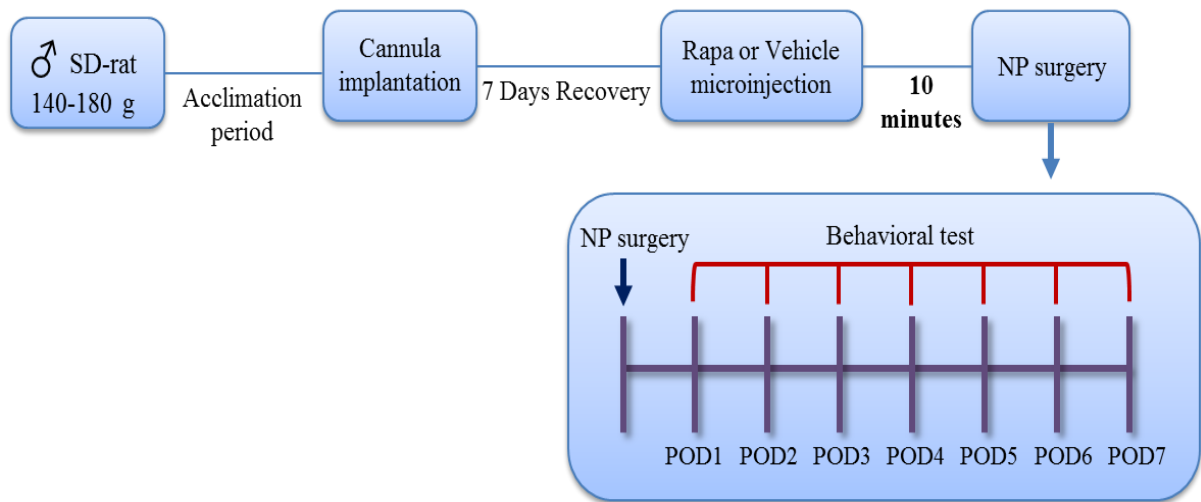 ♂ SD-rat
140-180 g
Acclimation
period
Cannula
implantation
7 Days Recovery
Rapa or Vehicle
microinjection
10
minutes
NP surgery
NP surgery
Behavioral test
POD1 POD2 POD3 POD4 POD5 POD6 POD7